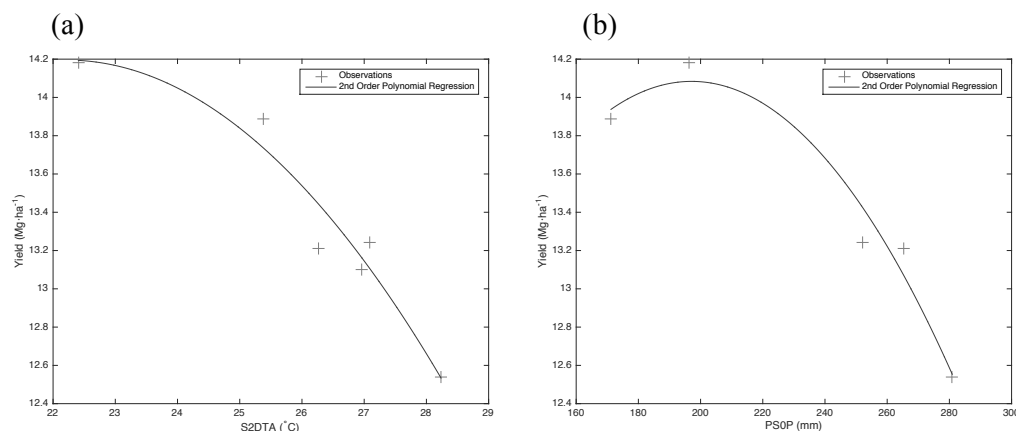 (a)
(b)
Yield (Mg·ha⁻¹)
14.2
14
13.8
13.6
13.4
13.2
13
12.8
12.6
12.4
22 23 24 25 26 27 28 29
S2DTA (˚C)
Observations
2nd Order Polynomial Regression
Yield (Mg·ha⁻¹)
14.2
14
13.8
13.6
13.4
13.2
13
12.8
12.6
12.4
160 180 200 220 240 260 280 300
PS0P (mm)
Observations
2nd Order Polynomial Regression